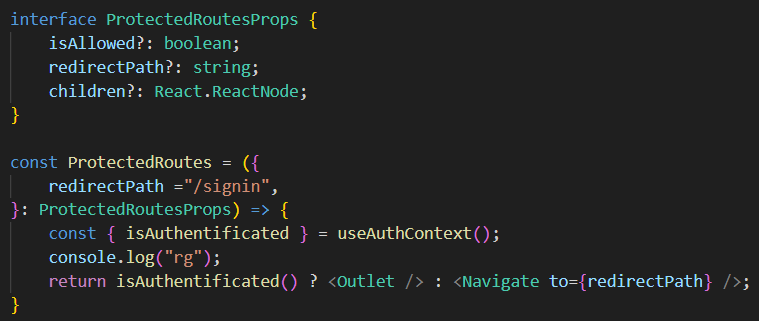 interface ProtectedRoutesProps {
    isAllowed?: boolean;
    redirectPath?: string;
    children?: React.ReactNode;
}

const ProtectedRoutes = ({
    redirectPath ="/signin",
}: ProtectedRoutesProps) => {
    const { isAuthentificated } = useAuthContext();
    console.log("rg");
    return isAuthentificated() ? <Outlet /> : <Navigate to={redirectPath} />;
}